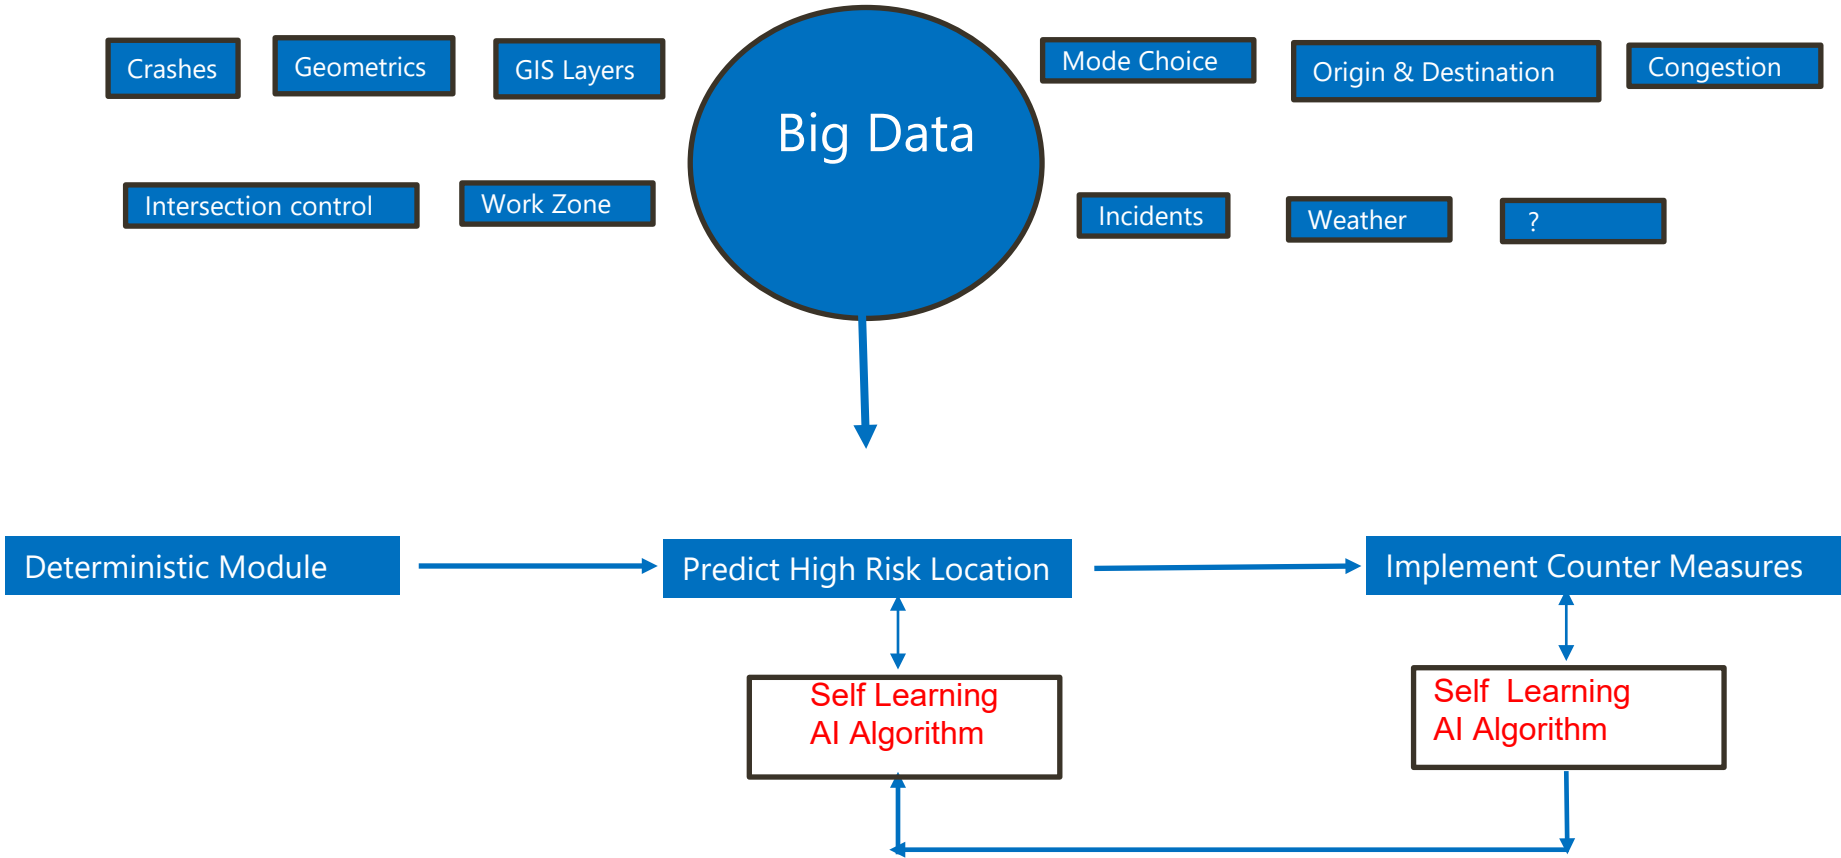 Crashes
Geometrics
GIS Layers
Big Data
Mode Choice
Origin & Destination
Congestion
Intersection control
Work Zone
Incidents
Weather
?
Deterministic Module
Predict High Risk Location
Implement Counter Measures
Self Learning
AI Algorithm
Self  Learning
AI Algorithm